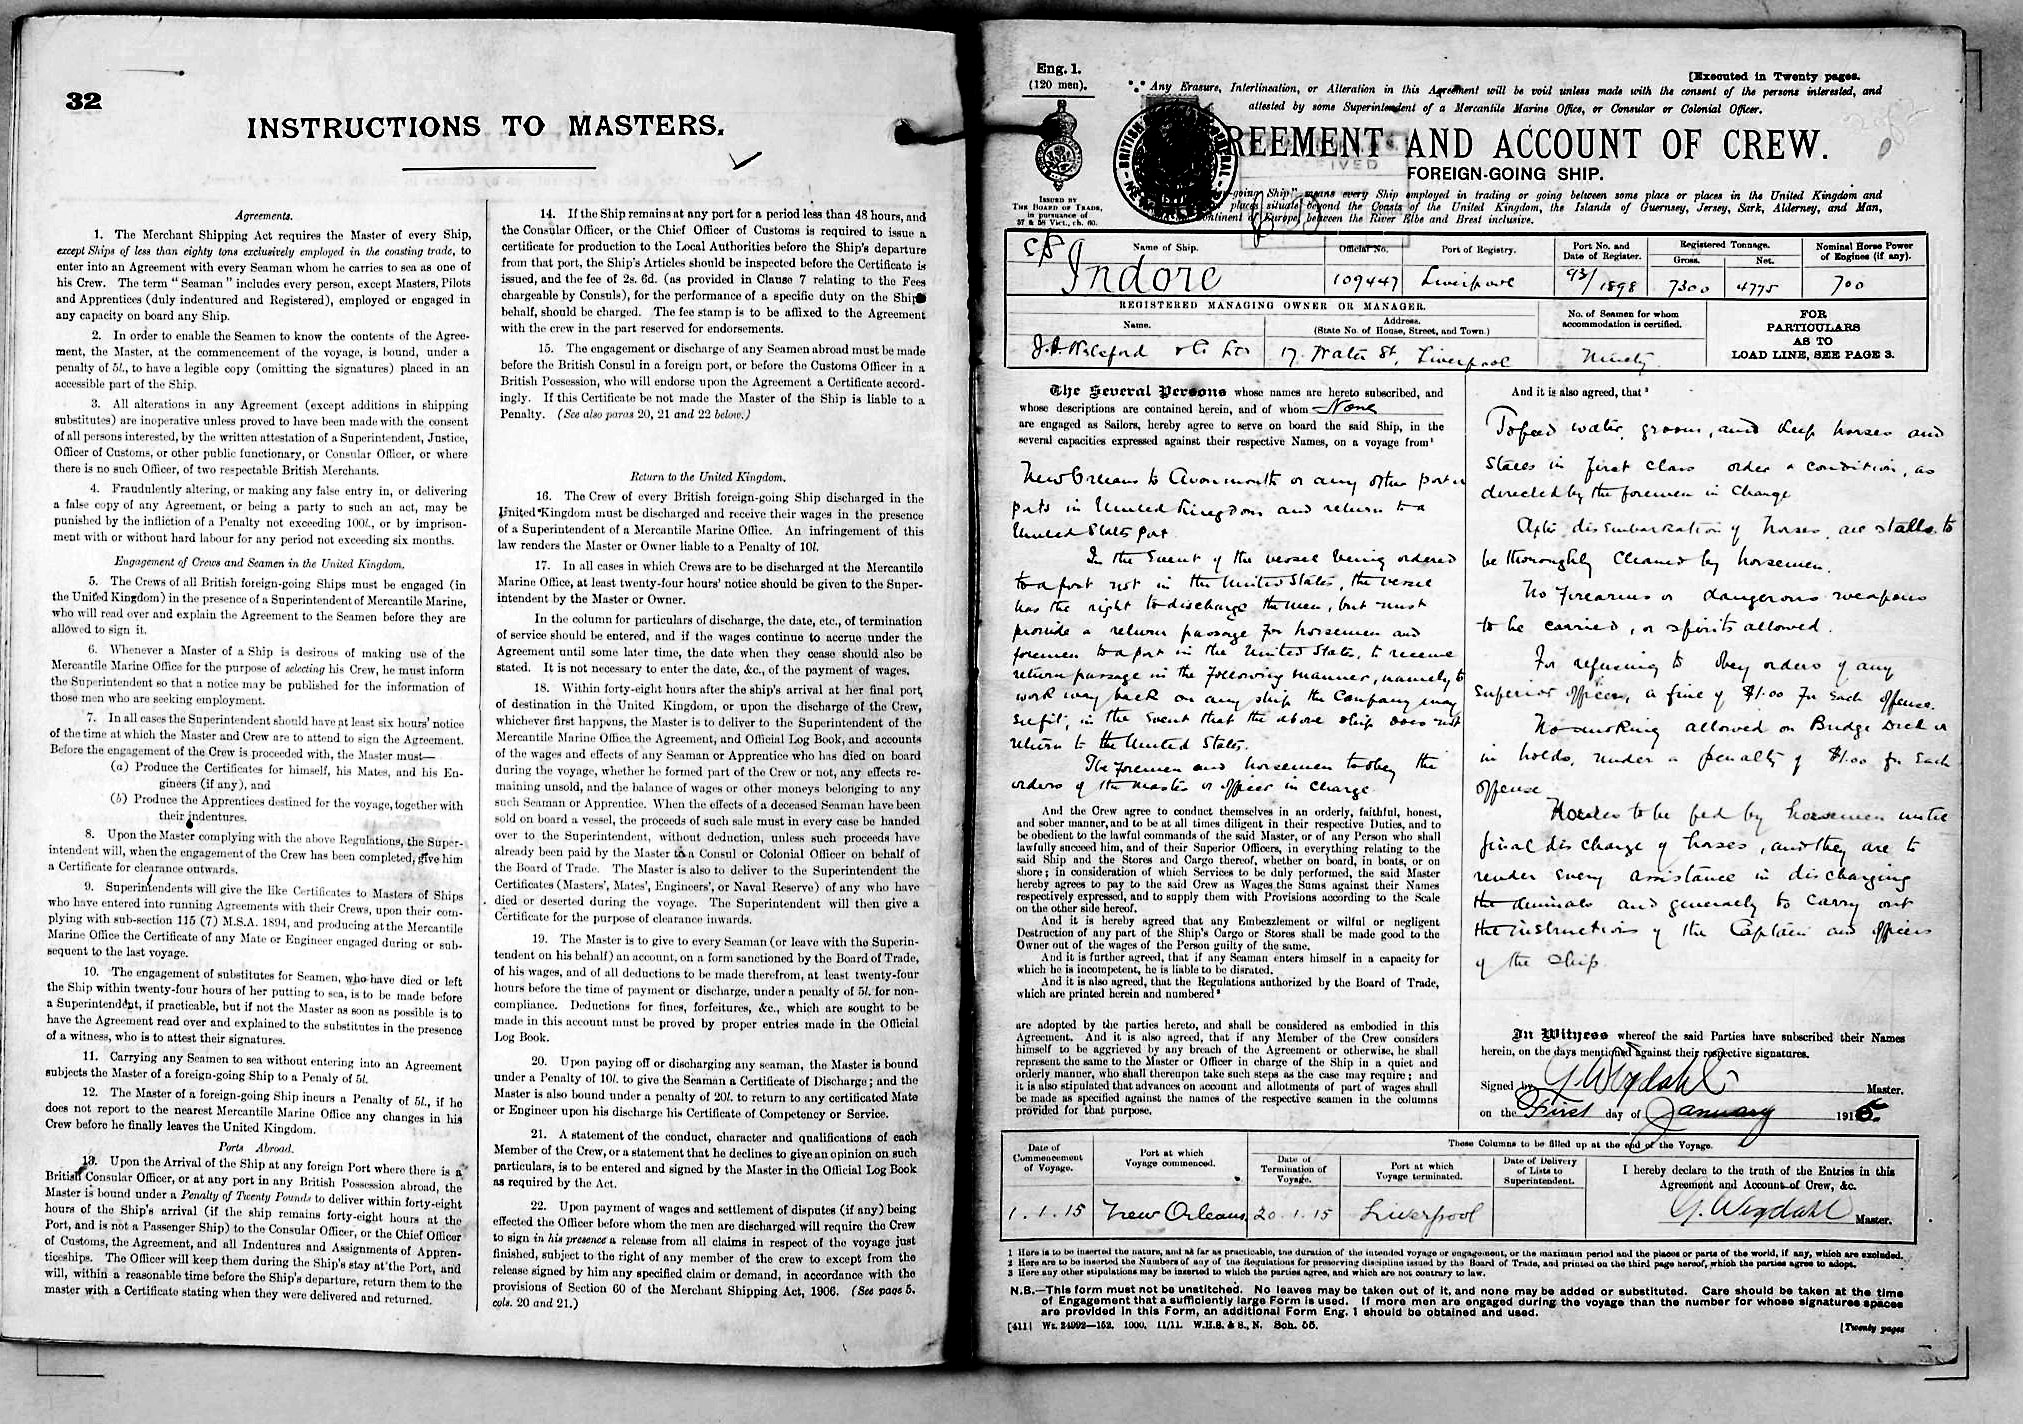 32
INSTRUCTIONS TO MASTERS.
Agreements.
1. The Merchant Shipping Act requires the Master of every Ship,
except Ships of less than eighty tons exclusively employed in the coasting trade, to
enter into an Agreement with every Seaman whom he carries to sea as one of
his Crew. The term "Seaman" includes every person, except Masters, Pilots
and Apprentices (duly indentured and Registered), employed or engaged in
any capacity on board any Ship.
2. In order to enable the Seamen to know the contents of the Agree-
ment, the Master, at the commencement of the voyage, is bound, under a
penalty of 5l., to have a legible copy (omitting the signatures) placed in an
accessible part of the Ship.
3. All alterations in any Agreement (except additions in shipping
substitutes) are inoperative unless proved to have been made with the consent
of all persons interested, by the written attestation of a Superintendent, Justice,
Officer of Customs, or other public functionary, or Consular Officer, or where
there is no such Officer, of two respectable British Merchants.
4. Fraudulently altering, or making any false entry in, or delivering
a false copy of any Agreement, or being a party to such an act, may be
punished by the infliction of a Penalty not exceeding 100l., or by imprison-
ment with or without hard labour for any period not exceeding six months.
Engagement of Crews and Seamen in the United Kingdom.
5. The Crews of all British foreign-going Ships must be engaged (in
the United Kingdom) in the presence of a Superintendent of Mercantile Marine,
who will read over and explain the Agreement to the Seamen before they are
allowed to sign it.
6. Whenever a Master of a Ship is desirous of making use of the
Mercantile Marine Office for the purpose of selecting his Crew, he must inform
the Superintendent so that a notice may be published for the information of
those men who are seeking employment.
7. In all cases the Superintendent should have at least six hours' notice
of the time at which the Master and Crew are to attend to sign the Agreement.
Before the engagement of the Crew is proceeded with, the Master must—
(a) Produce the Certificates for himself, his Mates, and his En-
gineers (if any), and
(b) Produce the Apprentices destined for the voyage, together with
their indentures.
8. Upon the Master complying with the above Regulations, the Super-
intendent will, when the engagement of the Crew has been completed, give him
a Certificate for clearance outwards.
9. Superintendents will give the like Certificates to Masters of Ships
who have entered into running Agreements with their Crews, upon their com-
plying with sub-section 115 (7) M.S.A. 1894, and producing at the Mercantile
Marine Office the Certificate of any Mate or Engineer engaged during or sub-
sequent to the last voyage.
10. The engagement of substitutes for Seamen, who have died or left
the Ship within twenty-four hours of her putting to sea, is to be made before
a Superintendent, if practicable, but if not the Master as soon as possible is to
have the Agreement read over and explained to the substitutes in the presence
of a witness, who is to attest their signatures.
11. Carrying any Seamen to sea without entering into an Agreement
subjects the Master of a foreign-going Ship to a Penaly of 5l.
12. The Master of a foreign-going Ship incurs a Penalty of 5l., if he
does not report to the nearest Mercantile Marine Office any changes in his
Crew before he finally leaves the United Kingdom.
Ports Abroad.
13. Upon the Arrival of the Ship at any foreign Port where there is a
British Consular Officer, or at any port in any British Possession abroad, the
Master is bound under a Penalty of Twenty Pounds to deliver within forty-eight
hours of the Ship's arrival (if the ship remains forty-eight hours at the
Port, and is not a Passenger Ship) to the Consular Officer, or the Chief Officer
of Customs, the Agreement, and all Indentures and Assignments of Appren-
ticeships. The Officer will keep them during the Ship's stay at the Port, and
will, within a reasonable time before the Ship's departure, return them to the
master with a Certificate stating when they were delivered and returned.
14. If the Ship remains at any port for a period less than 48 hours, and
the Consular Officer, or the Chief Officer of Customs is required to issue a
certificate for production to the Local Authorities before the Ship's departure
from that port, the Ship's Articles should be inspected before the Certificate is
issued, and the fee of 2s. 6d. (as provided in Clause 7 relating to the Fees
chargeable by Consuls), for the performance of a specific duty on the Ship's
behalf, should be charged. The fee stamp is to be affixed to the Agreement
with the crew in the part reserved for endorsements.
15. The engagement or discharge of any Seamen abroad must be made
before the British Consul in a foreign port, or before the Customs Officer in a
British Possession, who will endorse upon the Agreement a Certificate accord-
ingly. If this Certificate be not made the Master of the Ship is liable to a
Penalty. (See also paras 20, 21 and 22 below.)
Return to the United Kingdom.
16. The Crew of every British foreign-going Ship discharged in the
United Kingdom must be discharged and receive their wages in the presence
of a Superintendent of a Mercantile Marine Office. An infringement of this
law renders the Master or Owner liable to a Penalty of 10l.
17. In all cases in which Crews are to be discharged at the Mercantile
Marine Office, at least twenty-four hours' notice should be given to the Super-
intendent by the Master or Owner.
In the column for particulars of discharge, the date, etc., of termination
of service should be entered, and if the wages continue to accrue under the
Agreement until some later time, the date when they cease should also be
stated. It is not necessary to enter the date, &c., of the payment of wages.
18. Within forty-eight hours after the ship's arrival at her final port,
of destination in the United Kingdom, or upon the discharge of the Crew,
whichever first happens, the Master is to deliver to the Superintendent of the
Mercantile Marine Office the Agreement, and Official Log Book, and accounts
of the wages and effects of any Seaman or Apprentice who has died on board
during the voyage, whether he formed part of the Crew or not, any effects re-
maining unsold, and the balance of wages or other moneys belonging to any
such Seaman or Apprentice. When the effects of a deceased Seaman have been
sold on board a vessel, the proceeds of such sale must in every case be handed
over to the Superintendent, without deduction, unless such proceeds have
already been paid by the Master to a Consul or Colonial Officer on behalf of
the Board of Trade. The Master is also to deliver to the Superintendent the
Certificates (Masters', Mates', Engineers', or Naval Reserve) of any who have
died or deserted during the voyage. The Superintendent will then give a
Certificate for the purpose of clearance inwards.
19. The Master is to give to every Seaman (or leave with the Superin-
tendent on his behalf) an account, on a form sanctioned by the Board of Trade,
of his wages, and of all deductions to be made therefrom, at least twenty-four
hours before the time of payment or discharge, under a penalty of 5l. for non-
compliance. Deductions for fines, forfeitures, &c., which are sought to be
made in this account must be proved by proper entries made in the Official
Log Book.
20. Upon paying off or discharging any seaman, the Master is bound
under a Penalty of 10l. to give the Seaman a Certificate of Discharge; and the
Master is also bound under a penalty of 20l. to return to any certificated Mate
or Engineer upon his discharge his Certificate of Competency or Service.
21. A statement of the conduct, character and qualifications of each
Member of the Crew, or a statement that he declines to give an opinion on such
particulars, is to be entered and signed by the Master in the Official Log Book
as required by the Act.
22. Upon payment of wages and settlement of disputes (if any) being
effected the Officer before whom the men are discharged will require the Crew
to sign in his presence a release from all claims in respect of the voyage just
finished, subject to the right of any member of the crew to except from the
release signed by him any specified claim or demand, in accordance with the
provisions of Section 60 of the Merchant Shipping Act, 1906. (See page 5.
cols. 20 and 21.)
Eng. 1.
(120 men).
[Executed in Twenty pages.
Any Erasure, Interlineation, or Alteration in this Agreement will be void unless made with the consent of the persons interested, and
attested by some Superintendent of a Mercantile Marine Office, or Consular or Colonial Officer.
REEMENT AND ACCOUNT OF CREW.
FOREIGN-GOING SHIP.
ISSUED BY
THE BOARD OF TRADE,
in pursuance of
57 & 58 Vict., ch. 60.
-going Ship" means every Ship employed in trading or going between some place or places in the United Kingdom and
places situate beyond the Coasts of the United Kingdom, the Islands of Guernsey, Jersey, Sark, Alderney, and Man,
ontinent of Europe, between the River Elbe and Brest inclusive.
Name of Ship. Official No. Port of Registry. Port No. and Date of Register. Registered Tonnage. Gross. Net. Nominal Horse Power of Engines (if any).
Indore 109447 Liverpool 93/1898 7300 4775 700
REGISTERED MANAGING OWNER OR MANAGER.
Name. Address. (State No. of House, Street, and Town.) No. of Seamen for whom accommodation is certified.
FOR PARTICULARS AS TO LOAD LINE, SEE PAGE 3.
17. Water St, Liverpool Ninety
The Several Persons whose names are hereto subscribed, and
whose descriptions are contained herein, and of whom None
are engaged as Sailors, hereby agree to serve on board the said Ship, in the
several capacities expressed against their respective Names, on a voyage from¹
New Orleans to Avonmouth or any other port or
ports in United Kingdom and return to a
United States port.
In the event of the vessel being ordered
to a port not in the United States, the vessel
has the right to discharge the men, but must
provide a return passage for horsemen and
foremen to a port in the United States, to receive
return passage in the following manner, namely to
work way back on any ship the Company may
see fit, in the event that the above ship does not
return to the United States.
The foremen and horsemen to obey the
orders of the master or officer in charge.
And the Crew agree to conduct themselves in an orderly, faithful, honest,
and sober manner, and to be at all times diligent in their respective Duties, and to
be obedient to the lawful commands of the said Master, or of any Person who shall
lawfully succeed him, and of their Superior Officers, in everything relating to the
said Ship and the Stores and Cargo thereof, whether on board, in boats, or on
shore; in consideration of which Services to be duly performed, the said Master
hereby agrees to pay to the said Crew as Wages the Sums against their Names
respectively expressed, and to supply them with Provisions according to the Scale
on the other side hereof.
And it is hereby agreed that any Embezzlement or wilful or negligent
Destruction of any part of the Ship's Cargo or Stores shall be made good to the
Owner out of the wages of the Person guilty of the same.
And it is further agreed, that if any Seaman enters himself in a capacity for
which he is incompetent, he is liable to be disrated.
And it is also agreed, that the Regulations authorized by the Board of Trade,
which are printed herein and numbered²
are adopted by the parties hereto, and shall be considered as embodied in this
Agreement. And it is also agreed, that if any Member of the Crew considers
himself to be aggrieved by any breach of the Agreement or otherwise, he shall
represent the same to the Master or Officer in charge of the Ship in a quiet and
orderly manner, who shall thereupon take such steps as the case may require; and
it is also stipulated that advances on account and allotments of part of wages shall
be made as specified against the names of the respective seamen in the columns
provided for that purpose.
And it is also agreed, that³
To feed water, groom, and keep horses and
stalls in first class order & condition, as
directed by the foremen in charge
After disembarkation of horses, all stalls to
be thoroughly cleaned by horsemen.
No firearms or dangerous weapons
to be carried, or spirits allowed.
For refusing to obey orders of any
superior officer, a fine of $1.00 for each offense.
No smoking allowed on Bridge Deck or
in holds, under a penalty of $1.00 for each
offense
Horses to be fed by horsemen until
final discharge of horses, and they are to
render every assistance in discharging
the animals and generally to carry out
the instructions of the Captain and officers
of the ship.
In Witness whereof the said Parties have subscribed their Names
herein, on the days mentioned against their respective signatures.
Signed by G. Wegdahl Master.
on the First day of January 1915
These Columns to be filled up at the end of the Voyage.
Date of Commencement of Voyage. Port at which Voyage commenced. Date of Termination of Voyage. Port at which Voyage terminated. Date of Delivery of Lists to Superintendent. I hereby declare to the truth of the Entries in this Agreement and Account of Crew, &c.
1.1.15 New Orleans 20.1.15 Liverpool G. Wegdahl Master.
1 Here is to be inserted the nature, and as far as practicable, the duration of the intended voyage or engagement, or the maximum period and the places or parts of the world, if any, which are excluded.
2 Here are to be inserted the Numbers of any of the Regulations for preserving discipline issued by the Board of Trade, and printed on the third page hereof, which the parties agree to adopt.
3 Here any other stipulations may be inserted to which the parties agree, and which are not contrary to law.
N.B.—This form must not be unstitched. No leaves may be taken out of it, and none may be added or substituted. Care should be taken at the time
of Engagement that a sufficiently large Form is used. If more men are engaged during the voyage than the number for whose signatures spaces
are provided in this Form, an additional Form Eng. 1 should be obtained and used.
[411] Wt. 24992—152. 1000. 11/11. W.H.S. & S., N. Sch. 55.
[Twenty pages